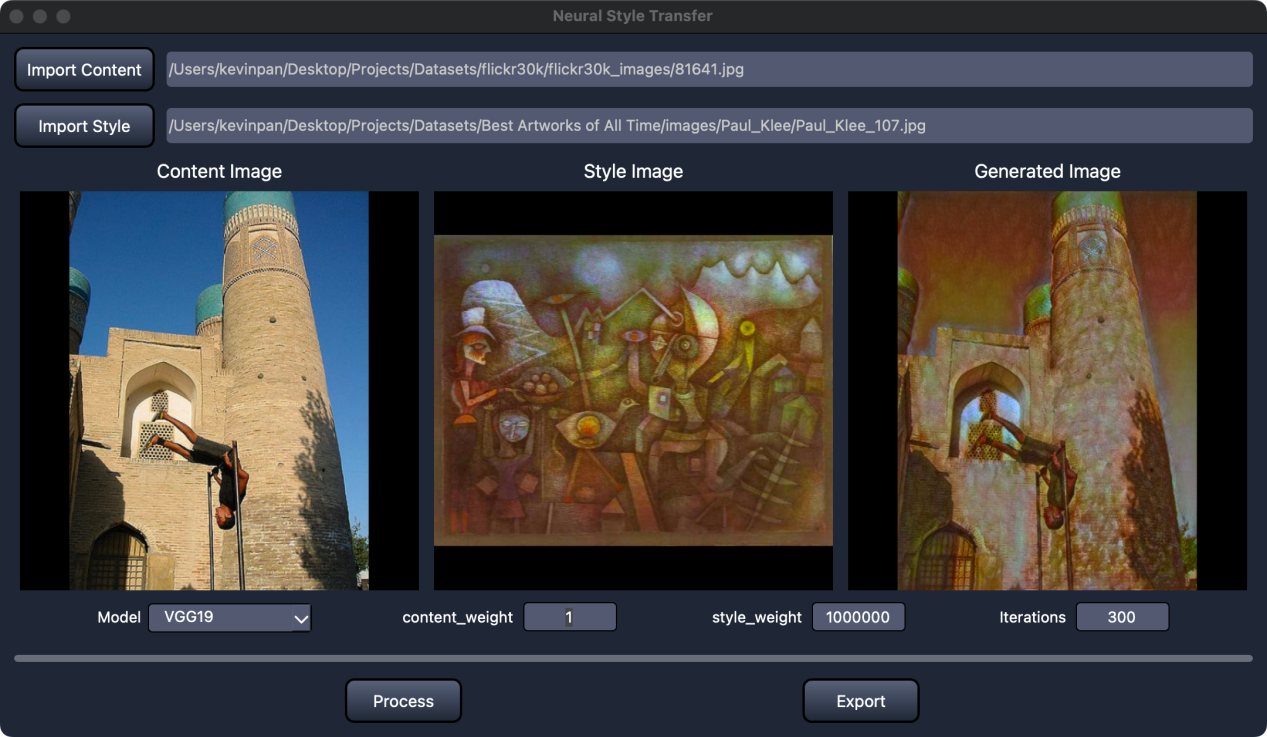 Neural Style Transfer
Import Content
/Users/kevinpan/Desktop/Projects/Datasets/flickr30k/flickr30k_images/81641.jpg
Import Style
/Users/kevinpan/Desktop/Projects/Datasets/Best Artworks of All Time/images/Paul_Klee/Paul_Klee_107.jpg
Content Image
Style Image
Generated Image
Model VGG19
content_weight 1
style_weight 1000000
Iterations 300
Process
Export